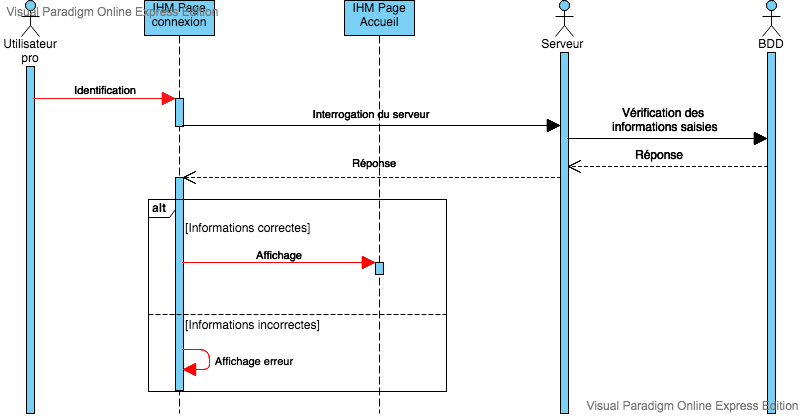 Visual Paradigm Online Express Edition
IHM Page
connexion
IHM Page
Accueil
Utilisateur
pro
Serveur
BDD
Identification
Interrogation du serveur
Vérification des
informations saisies
Réponse
Réponse
alt
[Informations correctes]
Affichage
[Informations incorrectes]
Affichage erreur
Visual Paradigm Online Express Edition